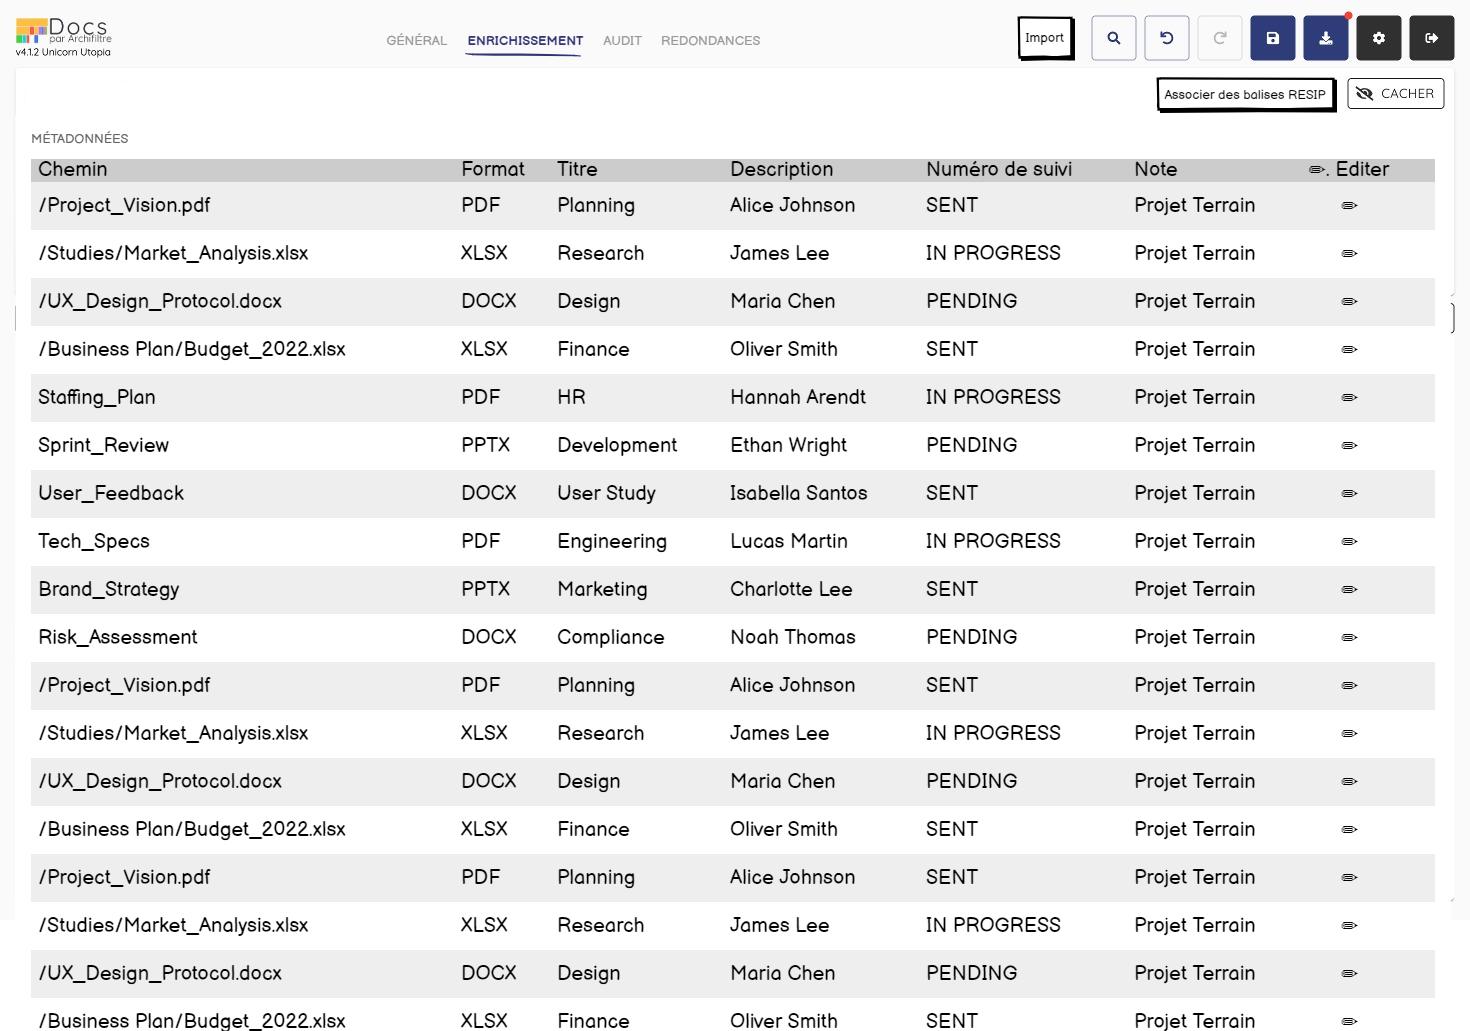 Docs
par Archifiltre
v4.1.2 Unicorn Utopia
GÉNÉRAL ENRICHISSEMENT AUDIT REDONDANCES
Import
Associer des balises RESIP CACHER
MÉTADONNÉES
Chemin Format Titre Description Numéro de suivi Note ✏. Editer
/Project_Vision.pdf PDF Planning Alice Johnson SENT Projet Terrain ✏
/Studies/Market_Analysis.xlsx XLSX Research James Lee IN PROGRESS Projet Terrain ✏
/UX_Design_Protocol.docx DOCX Design Maria Chen PENDING Projet Terrain ✏
/Business Plan/Budget_2022.xlsx XLSX Finance Oliver Smith SENT Projet Terrain ✏
Staffing_Plan PDF HR Hannah Arendt IN PROGRESS Projet Terrain ✏
Sprint_Review PPTX Development Ethan Wright PENDING Projet Terrain ✏
User_Feedback DOCX User Study Isabella Santos SENT Projet Terrain ✏
Tech_Specs PDF Engineering Lucas Martin IN PROGRESS Projet Terrain ✏
Brand_Strategy PPTX Marketing Charlotte Lee SENT Projet Terrain ✏
Risk_Assessment DOCX Compliance Noah Thomas PENDING Projet Terrain ✏
/Project_Vision.pdf PDF Planning Alice Johnson SENT Projet Terrain ✏
/Studies/Market_Analysis.xlsx XLSX Research James Lee IN PROGRESS Projet Terrain ✏
/UX_Design_Protocol.docx DOCX Design Maria Chen PENDING Projet Terrain ✏
/Business Plan/Budget_2022.xlsx XLSX Finance Oliver Smith SENT Projet Terrain ✏
/Project_Vision.pdf PDF Planning Alice Johnson SENT Projet Terrain ✏
/Studies/Market_Analysis.xlsx XLSX Research James Lee IN PROGRESS Projet Terrain ✏
/UX_Design_Protocol.docx DOCX Design Maria Chen PENDING Projet Terrain ✏
/Business Plan/Budget_2022.xlsx XLSX Finance Oliver Smith SENT Projet Terrain ✏